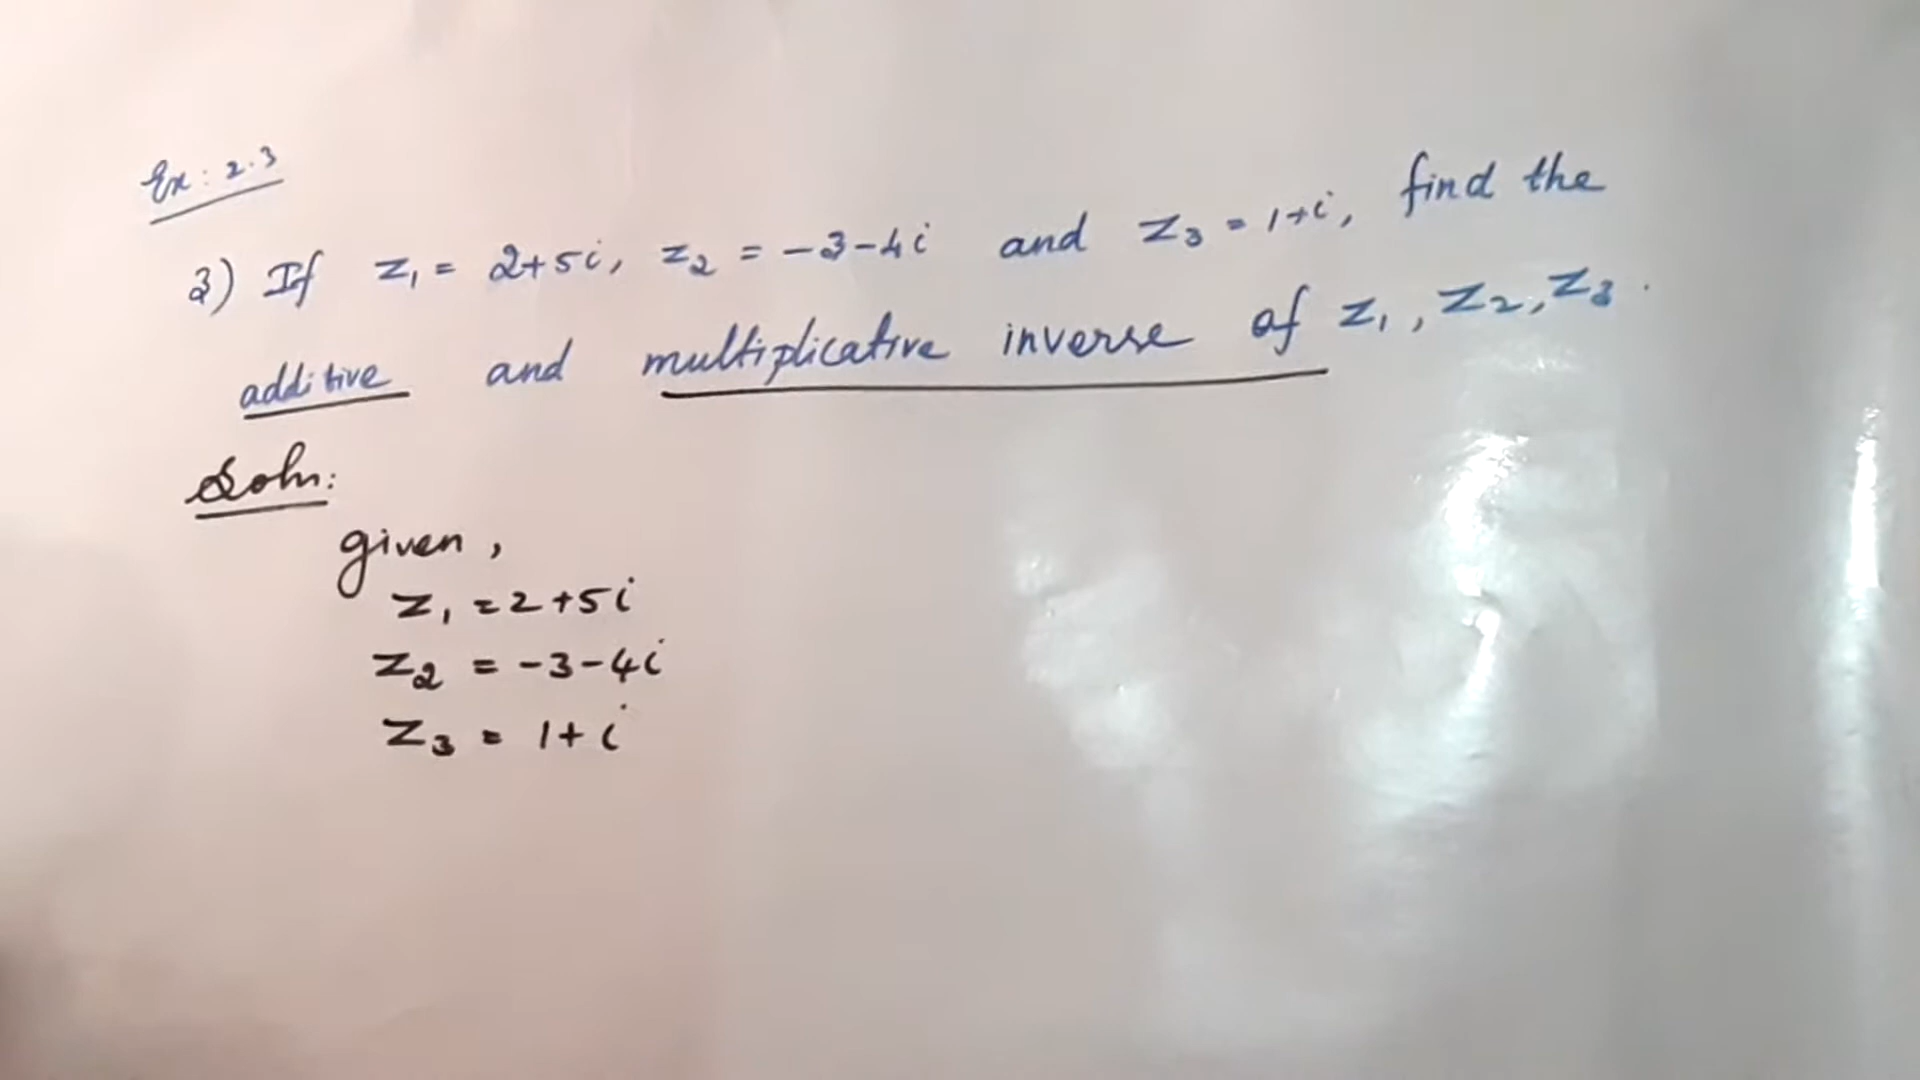 Ex: 2.3
3) If z₁ = 2+5i, z₂ = -3-4i and z₃ = 1+i, find the
additive and multiplicative inverse of z₁, z₂, z₃.
Soln:
given,
z₁ = 2+5i
z₂ = -3-4i
z₃ = 1+i